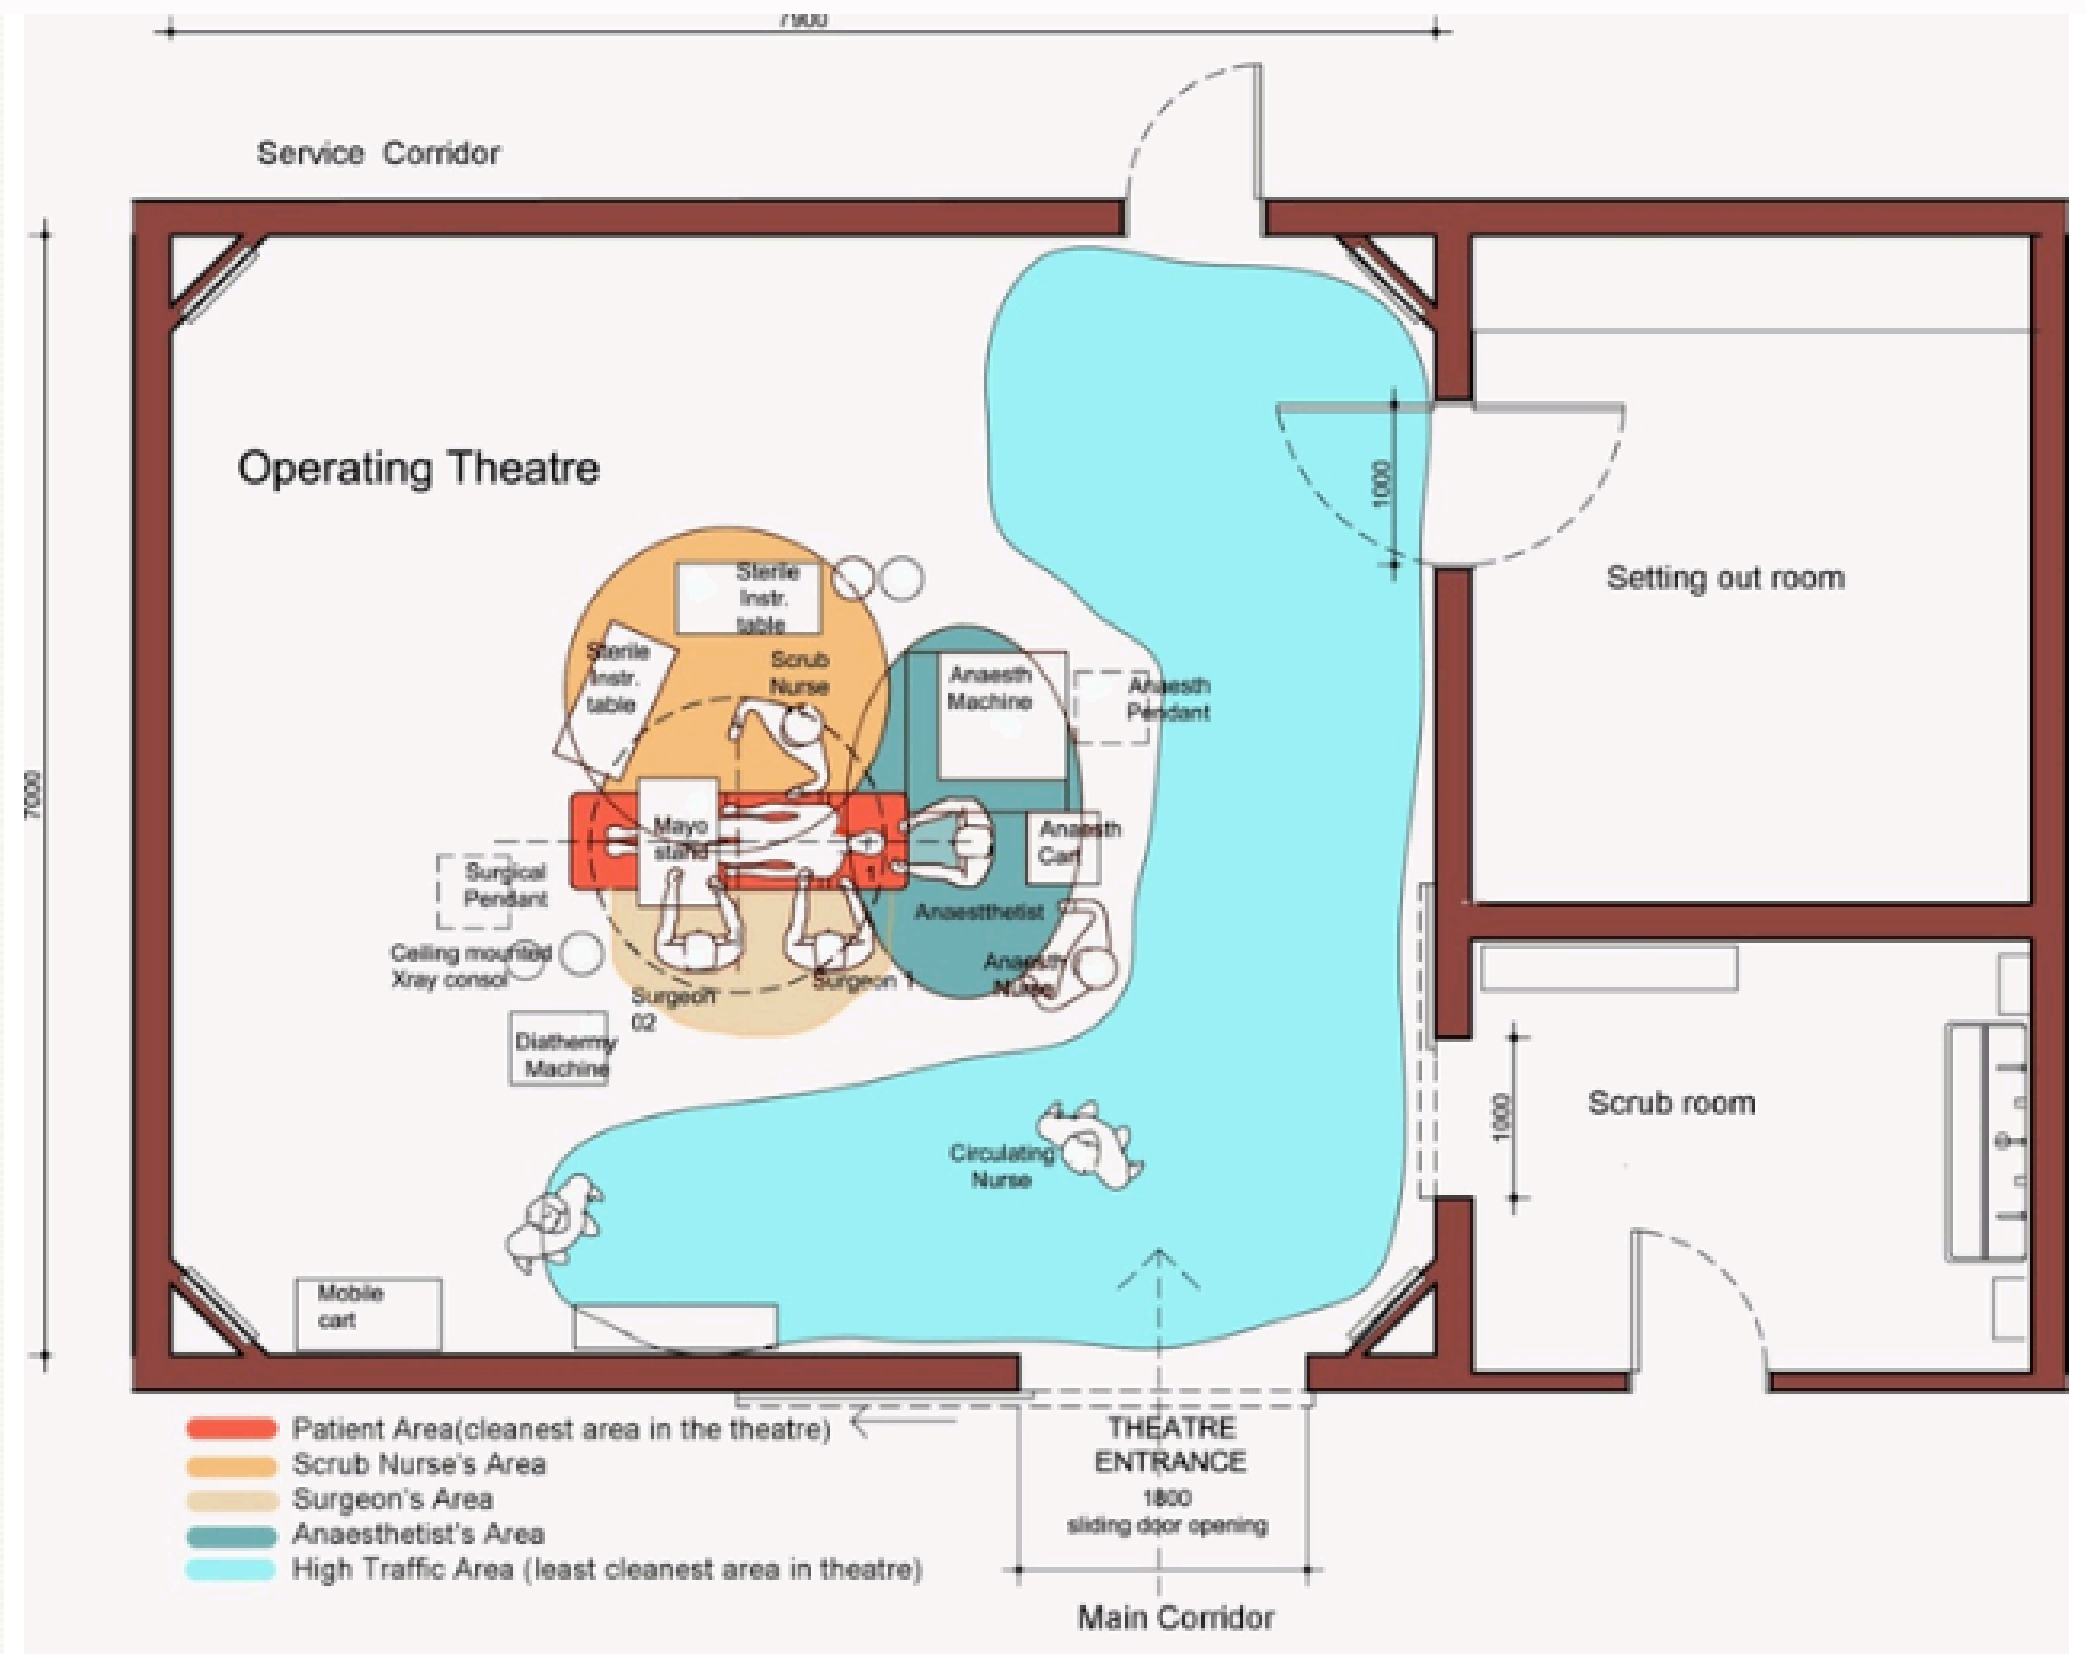 7900
Service Corridor
Operating Theatre
1000
Setting out room
Sterile
Instr.
table
Sterile
Instr.
table
Scrub
Nurse
Anaesth
Machine
Anaesth
Pendant
7000
Mayo
stand
Anaesth
Cart
Surgical
Pendant
Anaestthetist
Ceiling mounted
Xray consol
Anaesth
Nurse
Surgeon 1
Surgeon
02
Diathermy
Machine
Scrub room
1000
Circulating
Nurse
Mobile
cart
Patient Area(cleanest area in the theatre)
Scrub Nurse's Area
Surgeon's Area
Anaesthetist's Area
High Traffic Area (least cleanest area in theatre)
THEATRE
ENTRANCE
1800
sliding door opening
Main Corridor